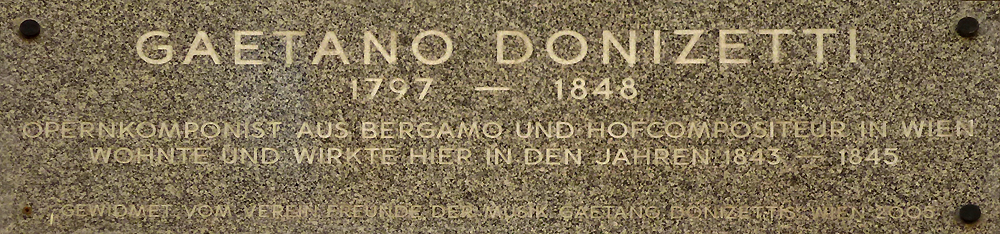 GAETANO DONIZETTI
1797 — 1848
OPERNKOMPONIST AUS BERGAMO UND HOFCOMPOSITEUR IN WIEN
WOHNTE UND WIRKTE HIER IN DEN JAHREN 1843 — 1845
GEWIDMET VOM VEREIN FREUNDE DER MUSIK GAETANO DONIZETTIS, WIEN 2005